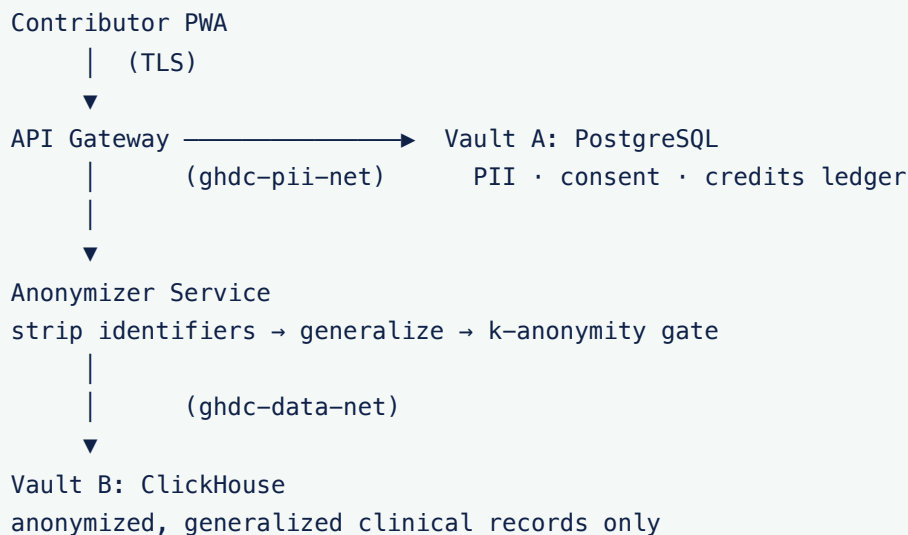 Contributor PWA
│ (TLS)
▼
API Gateway ───────────────▶ Vault A: PostgreSQL
│ (ghdc-pii-net) PII · consent · credits ledger
│
▼
Anonymizer Service
strip identifiers → generalize → k-anonymity gate
│
│ (ghdc-data-net)
▼
Vault B: ClickHouse
anonymized, generalized clinical records only